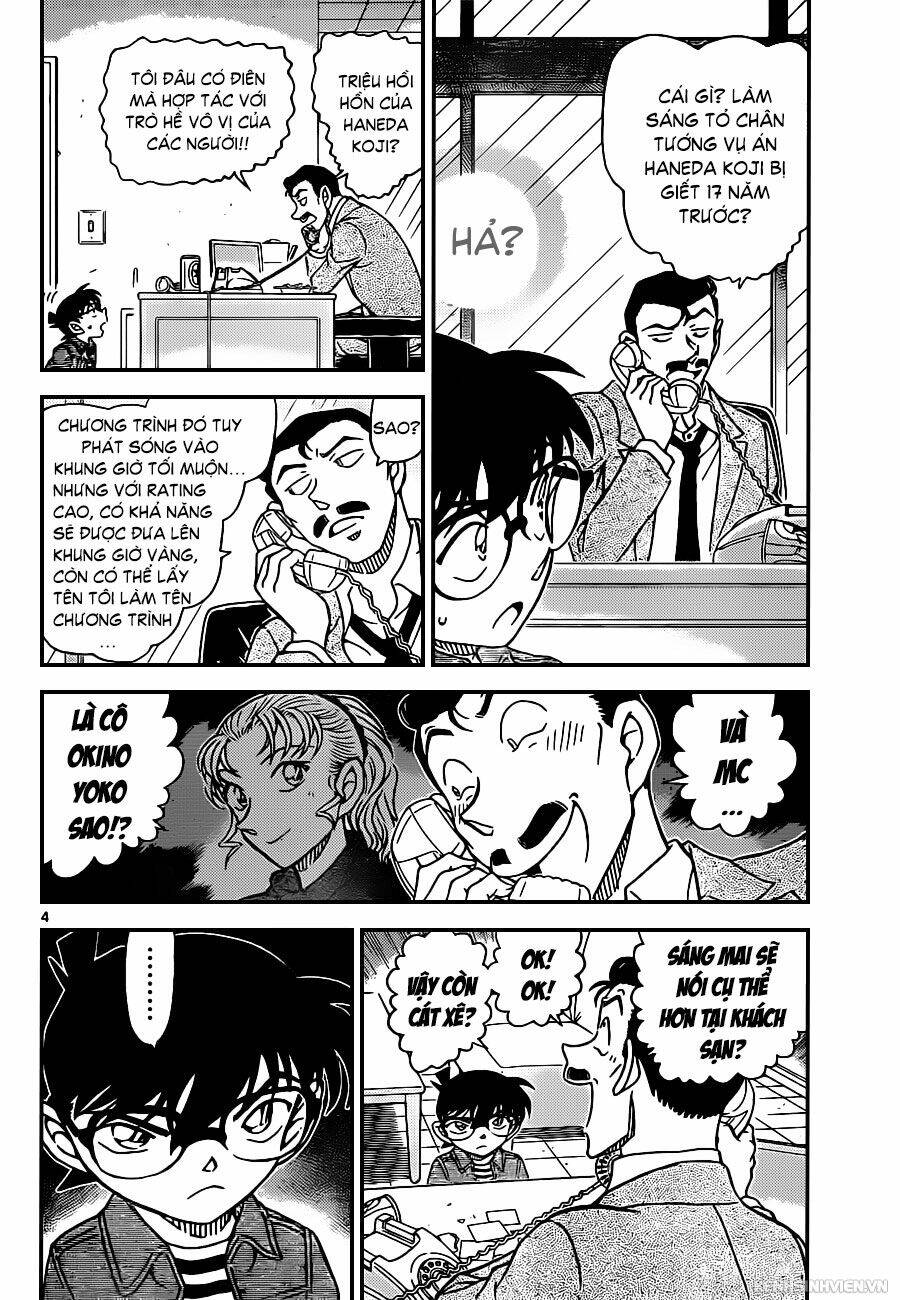 CÁI GÌ? LÀM
SÁNG TỎ CHÂN
TƯỚNG VỤ ÁN
HANEDA KOJI BỊ
GIẾT 17 NĂM
TRƯỚC?
HẢ?
TRIỆU HỒI
HỒN CỦA
HANEDA
KOJI?
TÔI ĐÂU CÓ ĐIÊN
MÀ HỢP TÁC VỚI
TRÒ HỀ VÔ VỊ CỦA
CÁC NGƯỜI!!
SAO?
CHƯƠNG TRÌNH ĐÓ TUY
PHÁT SÓNG VÀO
KHUNG GIỜ TỐI MUỘN...
NHƯNG VỚI RATING
CAO, CÓ KHẢ NĂNG
SẼ ĐƯỢC ĐƯA LÊN
KHUNG GIỜ VÀNG,
CÒN CÓ THỂ LẤY
TÊN TÔI LÀM TÊN
CHƯƠNG TRÌNH
...
VÀ
MC
...
LÀ CÔ
OKINO
YOKO
SAO!?
4
SÁNG MAI SẼ
NÓI CỤ THỂ
HƠN TẠI KHÁCH
SẠN?
OK!
OK!
VẬY CÒN
CÁT XÊ?
........